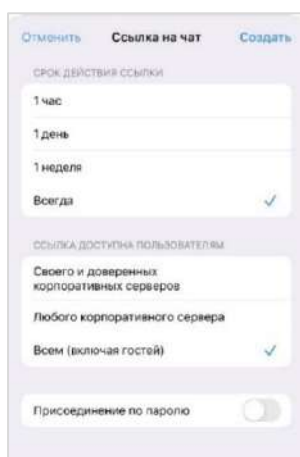 Отменить Ссылка на чат Создать
СРОК ДЕЙСТВИЯ ССЫЛКИ
1 час
1 день
1 неделя
Всегда
ССЫЛКА ДОСТУПНА ПОЛЬЗОВАТЕЛЯМ
Своего и доверенных
корпоративных серверов
Любого корпоративного сервера
Всем (включая гостей)
Присоединение по паролю